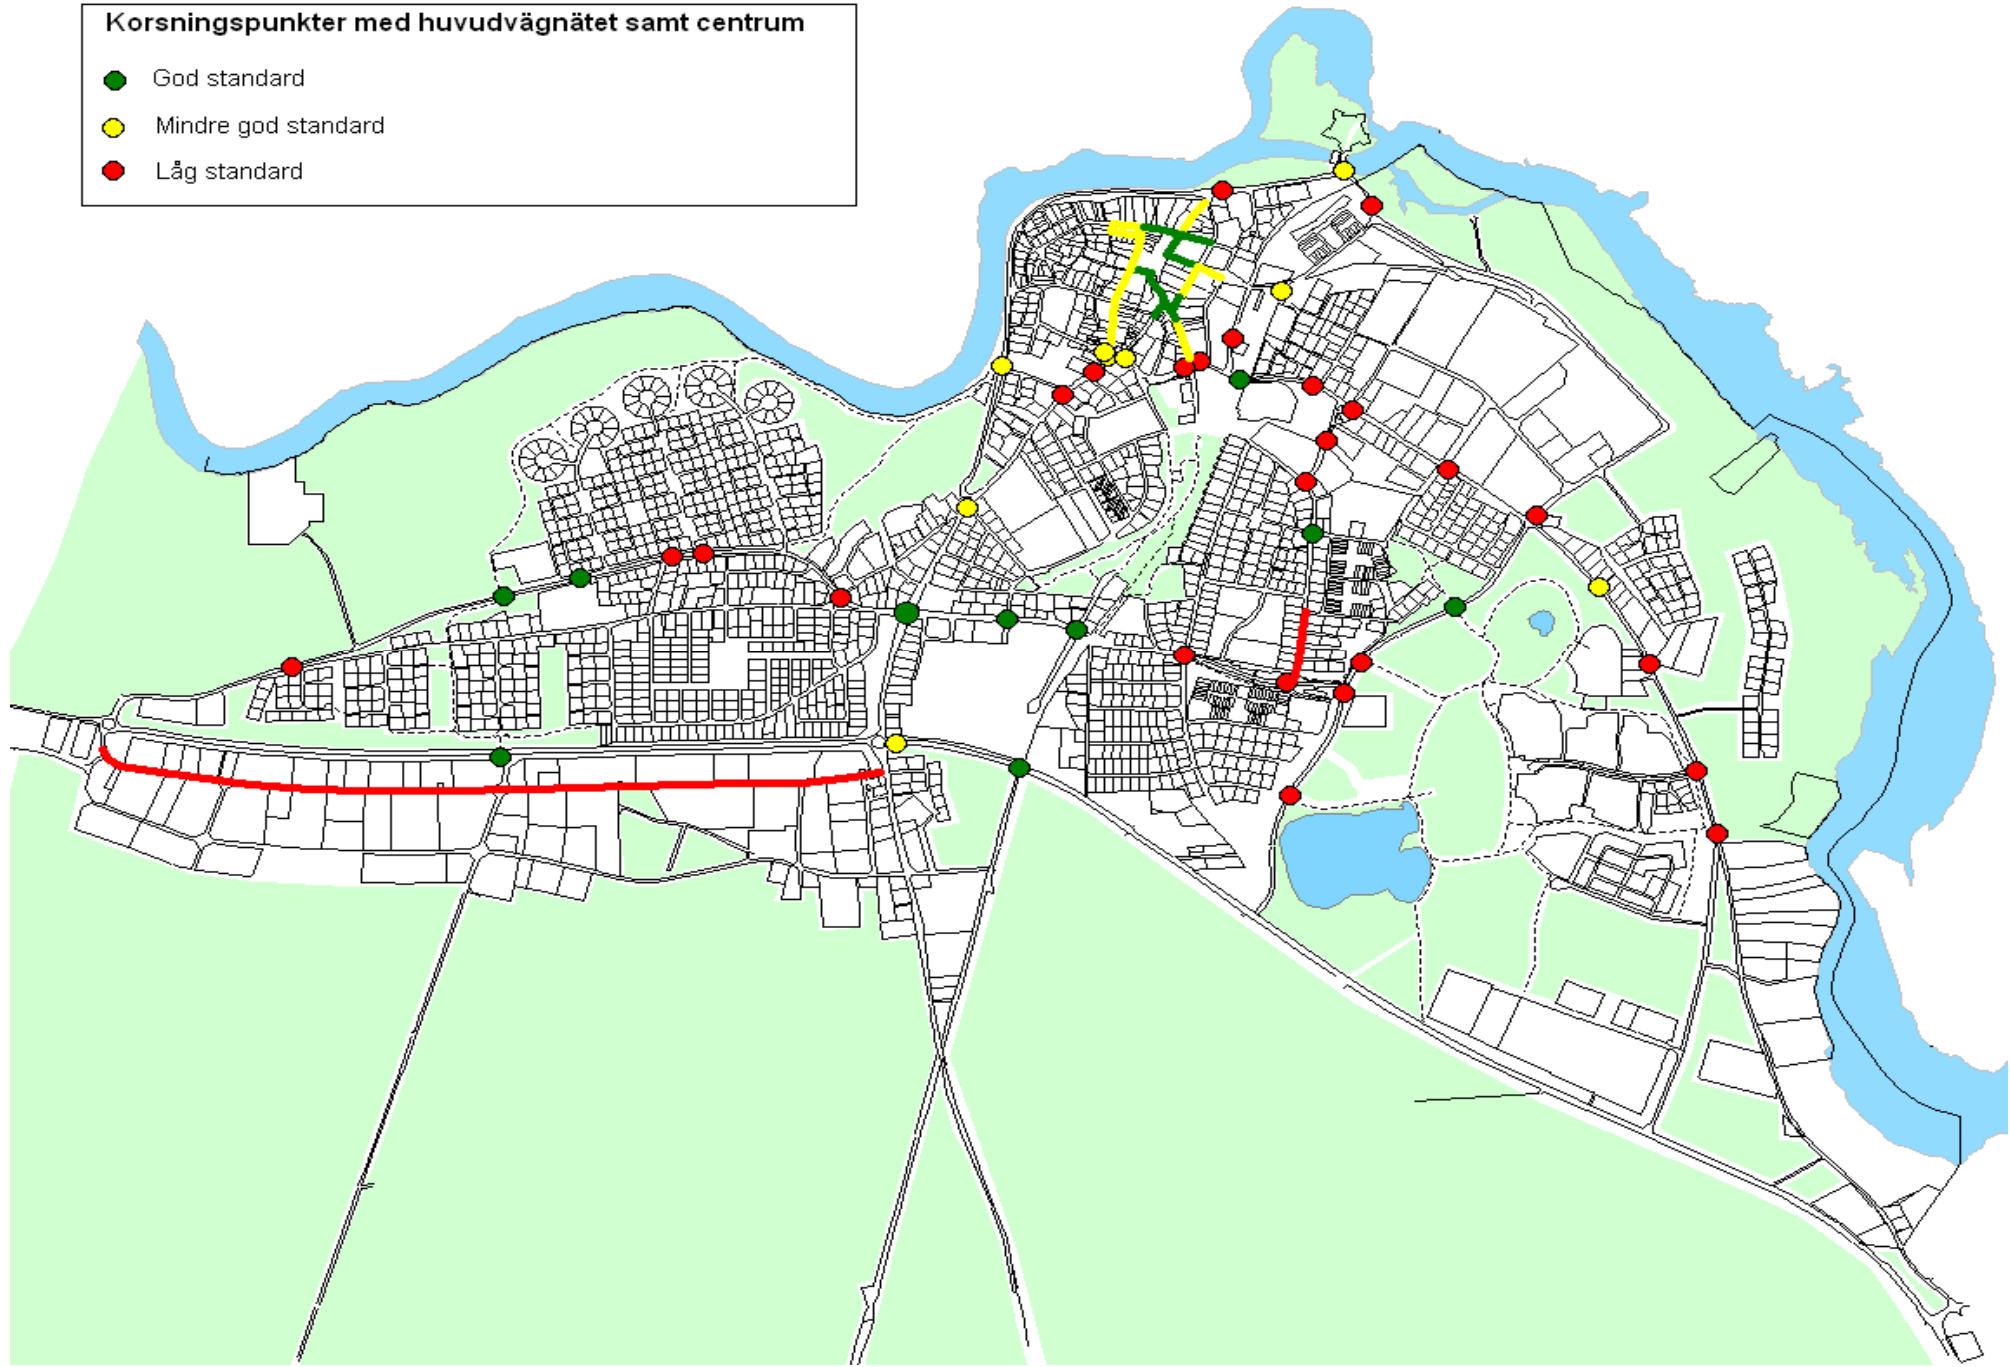 Korsningspunkter med huvudvägnätet samt centrum
God standard
Mindre god standard
Låg standard